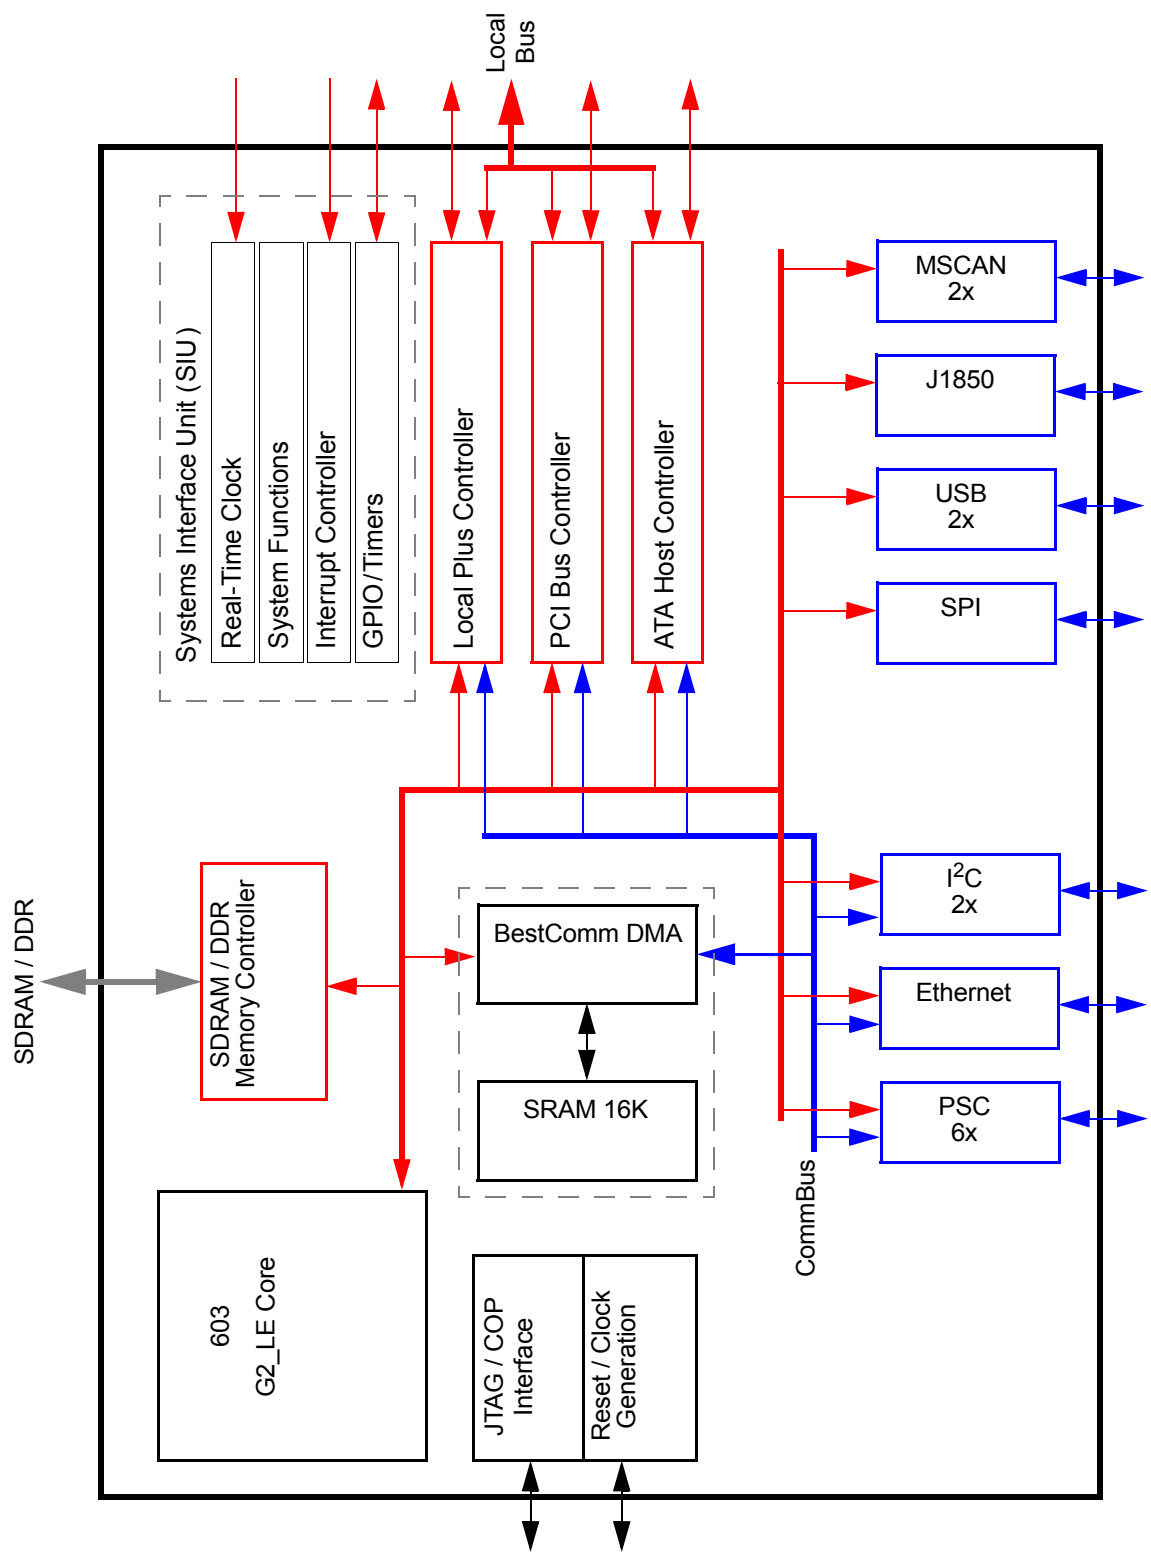 Local
Bus
Systems Interface Unit (SIU)
Real-Time Clock
System Functions
Interrupt Controller
GPIO/Timers
Local Plus Controller
PCI Bus Controller
ATA Host Controller
MSCAN
2x
J1850
USB
2x
SPI
SDRAM / DDR
SDRAM / DDR
Memory Controller
BestComm DMA
SRAM 16K
I²C
2x
Ethernet
PSC
6x
CommBus
603
G2_LE Core
JTAG / COP
Interface
Reset / Clock
Generation